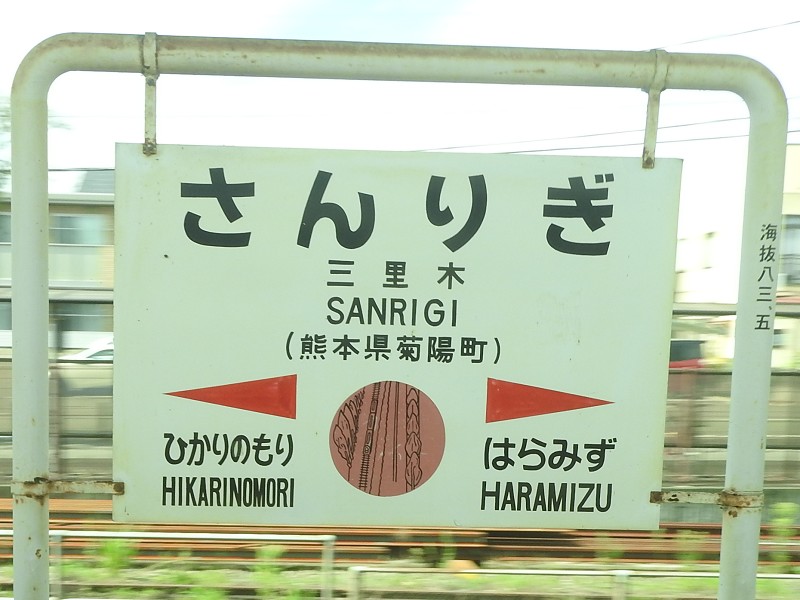 さんりぎ
三里木
SANRIGI
(熊本県菊陽町)
ひかりのもり
HIKARINOMORI
はらみず
HARAMIZU
海抜八三、五